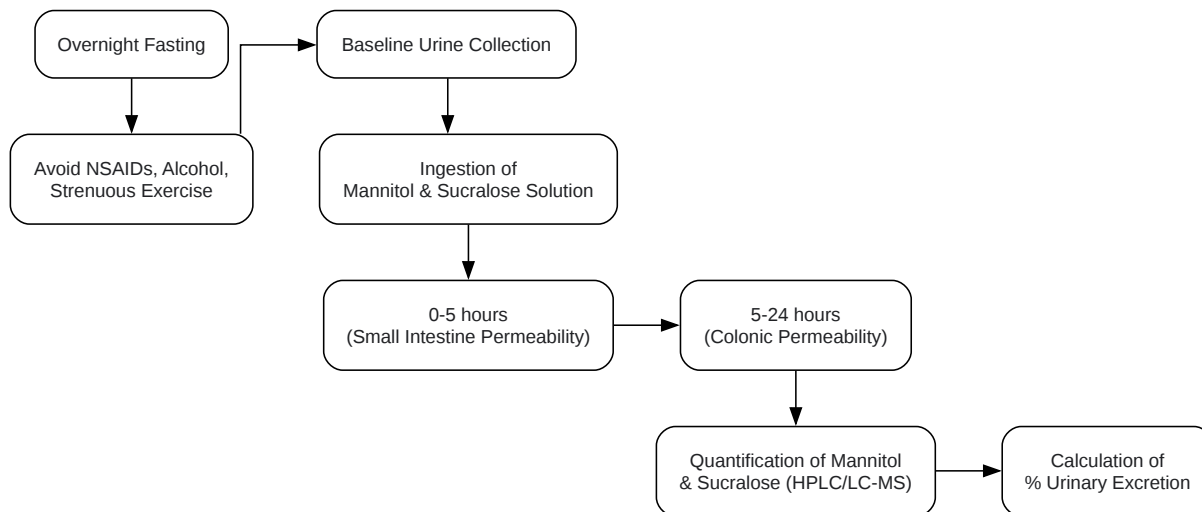 Overnight Fasting
Baseline Urine Collection
Avoid NSAIDs, Alcohol,
Strenuous Exercise
Ingestion of
Mannitol & Sucralose Solution
0-5 hours
(Small Intestine Permeability)
5-24 hours
(Colonic Permeability)
Quantification of Mannitol
& Sucralose (HPLC/LC-MS)
Calculation of
% Urinary Excretion